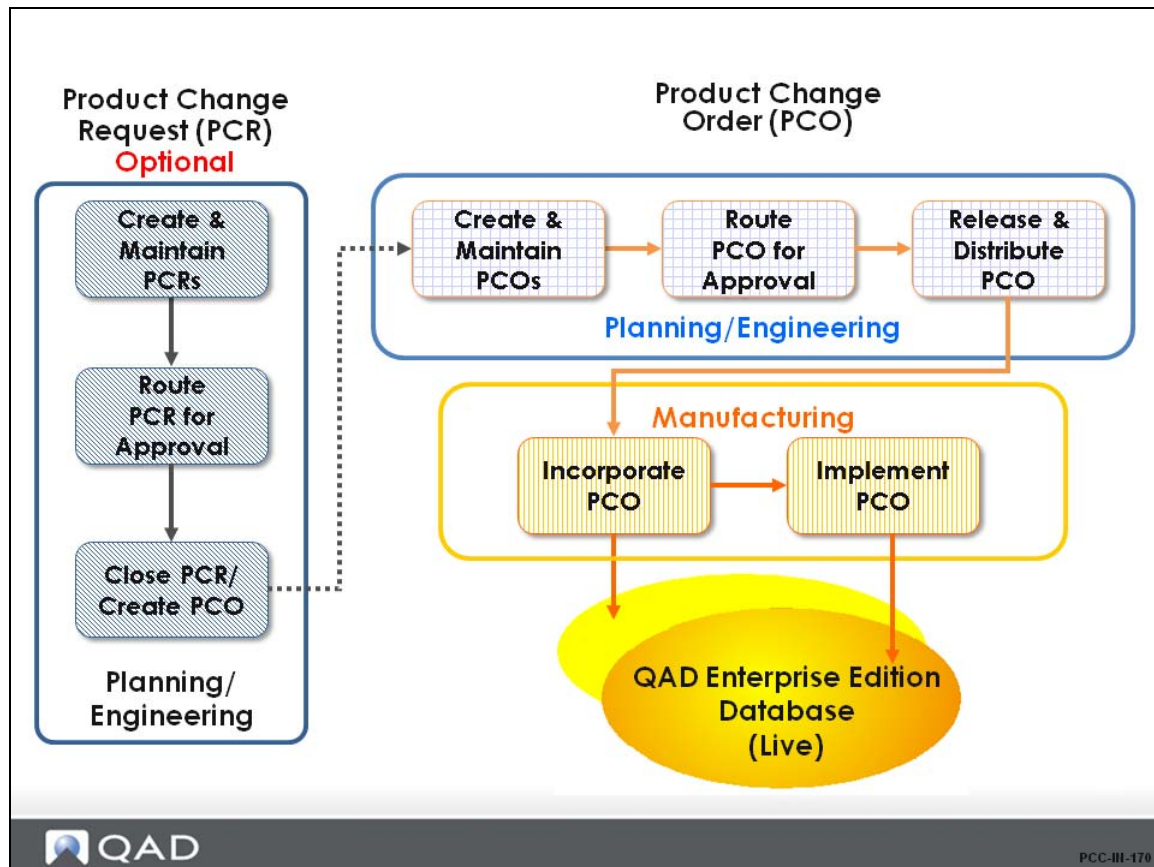 Product Change
Request (PCR)
Optional
Create &
Maintain
PCRs
Route
PCR for
Approval
Close PCR/
Create PCO
Planning/
Engineering
Product Change
Order (PCO)
Create &
Maintain
PCOs
Route
PCO for
Approval
Release &
Distribute
PCO
Planning/Engineering
Manufacturing
Incorporate
PCO
Implement
PCO
QAD Enterprise Edition
Database
(Live)
QAD
PCC-IN-170